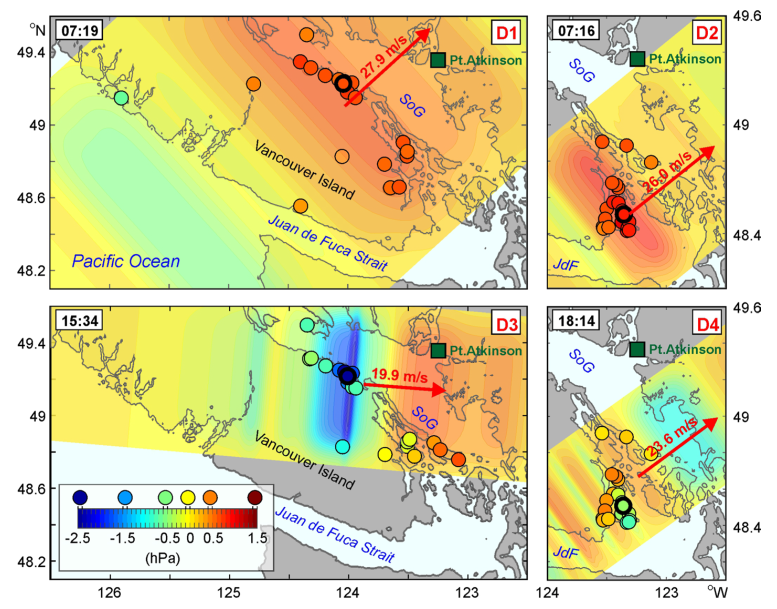 °N
49.4
49
48.6
48.2
07:19
D1
27.9 m/s
Pt.Atkinson
SoG
Vancouver Island
Juan de Fuca Strait
Pacific Ocean
07:16
D2
49.6
49
48.4
SoG
Pt.Atkinson
26.0 m/s
JdF
49.4
49
48.6
48.2
15:34
D3
Pt.Atkinson
19.9 m/s
SoG
Vancouver Island
Juan de Fuca Strait
-2.5 -1.5 -0.5 0.5 1.5
(hPa)
126 125 124 123
18:14
D4
49.6
49
48.4
SoG
Pt.Atkinson
23.6 m/s
JdF
124 123 °W